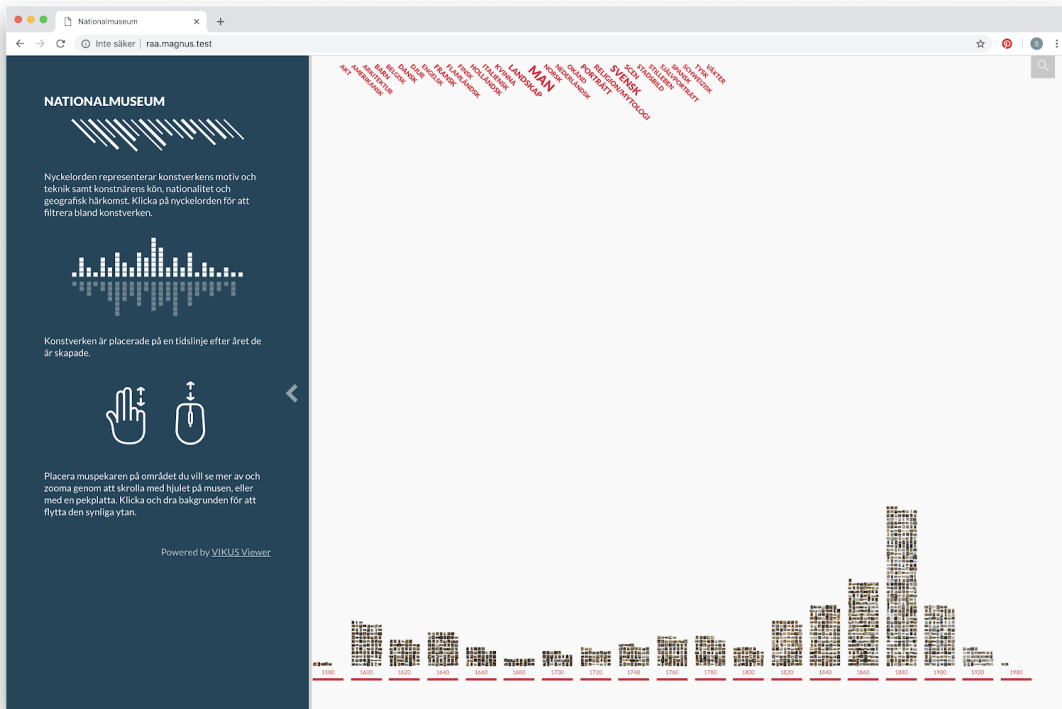 Nationalmuseum
Inte säker | raa.magnus.test
S
NATIONALMUSEUM
Nyckelorden representerar konstverkens motiv och
teknik samt konstnärens kön, nationalitet och
geografisk härkomst. Klicka på nyckelorden för att
filtrera bland konstverken.
Konstverken är placerade på en tidslinje efter året de
är skapade.
Placera muspekaren på området du vill se mer av och
zooma genom att skrolla med hjulet på musen, eller
med en pekplatta. Klicka och dra bakgrunden för att
flytta den synliga ytan.
Powered by VIKUS Viewer
AKT
AMERIKANSK
ARKITEKTUR
BARN
BELGISK
DANSK
DJUR
ENGELSK
FRANSK
FLAMLÄNDSK
FINSK
HOLLÄNDSK
ITALIENSK
KVINNA
LANDSKAP
MAN
NORSK
NEDERLÄNDSK
OKÄND
PORTRÄTT
RELIGION/MYTOLOGI
SVENSK
SCEN
STADSBILD
STILLEBEN
SJÄLVPORTRÄTT
SPANSK
SCHWEIZISK
TYSK
VÄXTER
1580
1600
1620
1640
1660
1680
1700
1720
1740
1760
1780
1800
1820
1840
1860
1880
1900
1920
1980